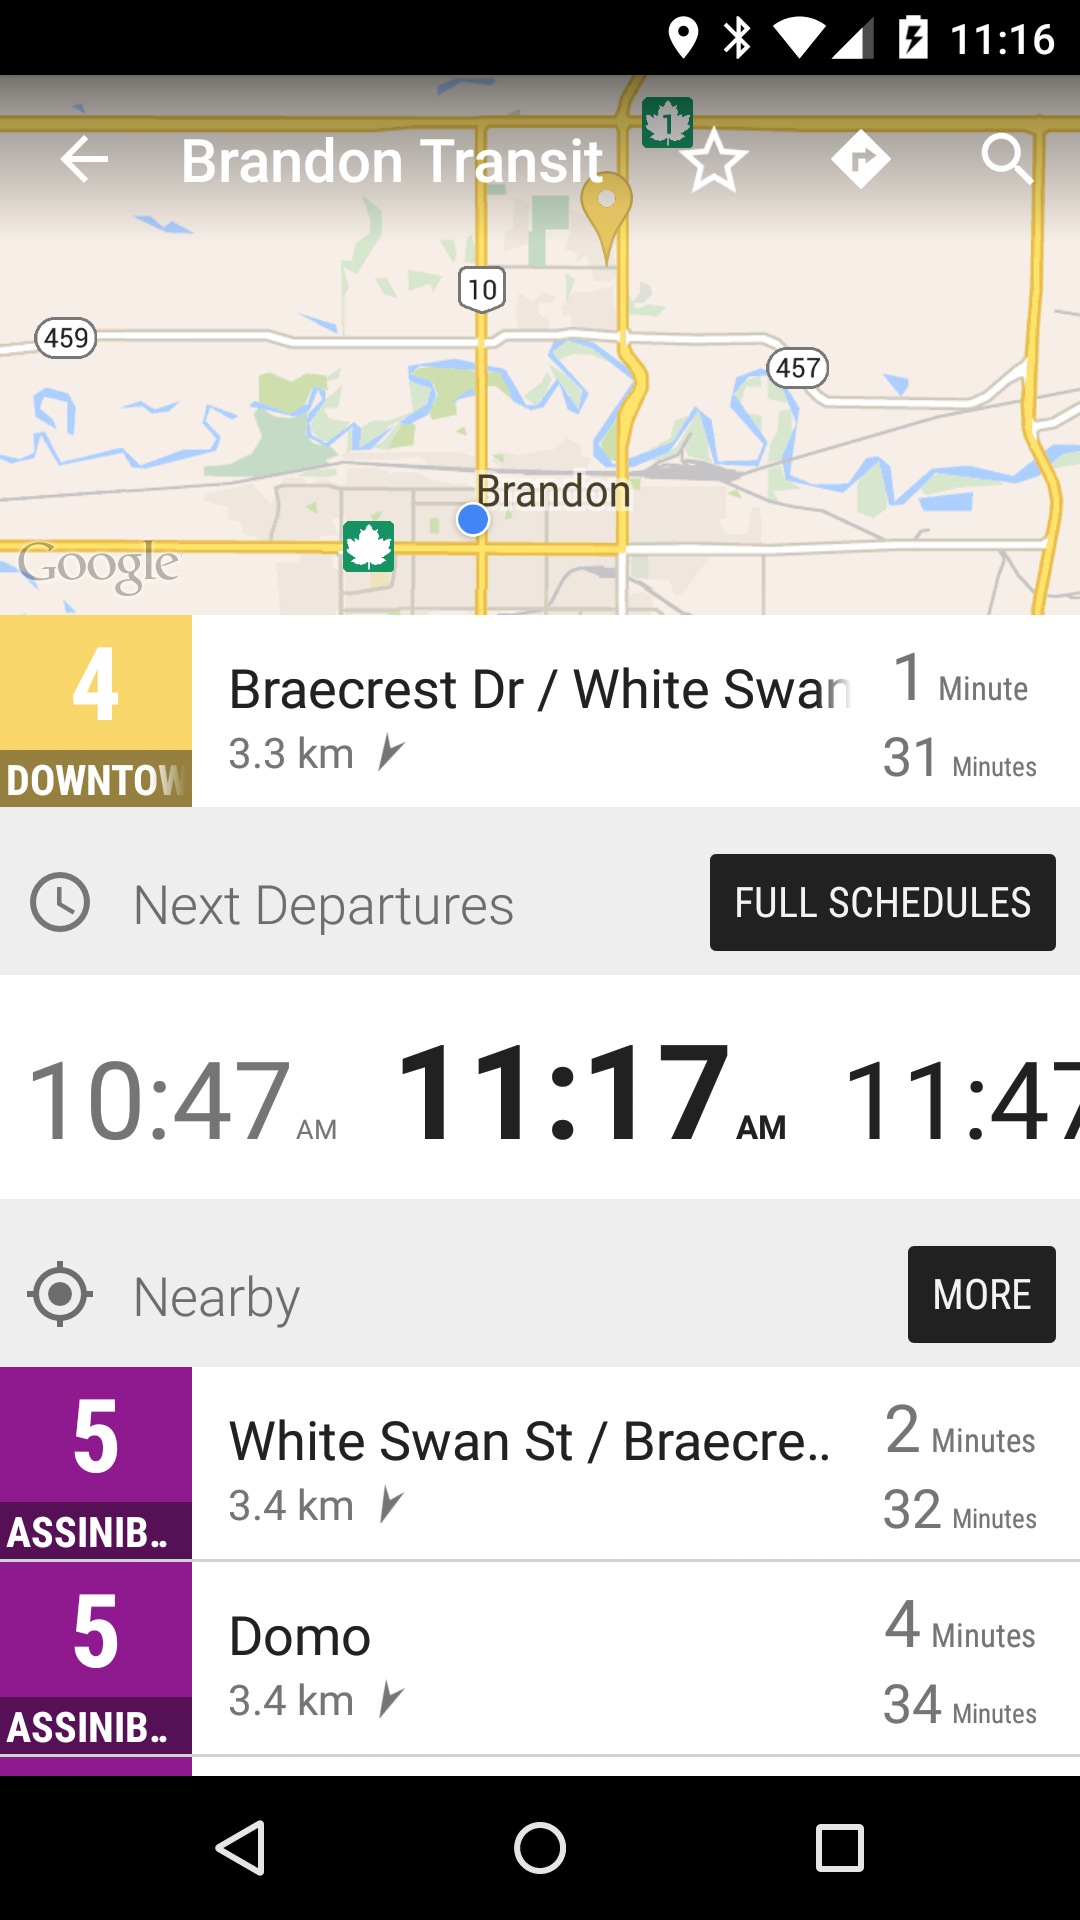 11:16
1
Brandon Transit
10
459
457
Brandon
Google
4
DOWNTOW
Braecrest Dr / White Swan
3.3 km
1 Minute
31 Minutes
Next Departures
FULL SCHEDULES
10:47 AM
11:17 AM
11:47
Nearby
MORE
5
ASSINIB..
White Swan St / Braecre..
3.4 km
2 Minutes
32 Minutes
5
ASSINIB..
Domo
3.4 km
4 Minutes
34 Minutes